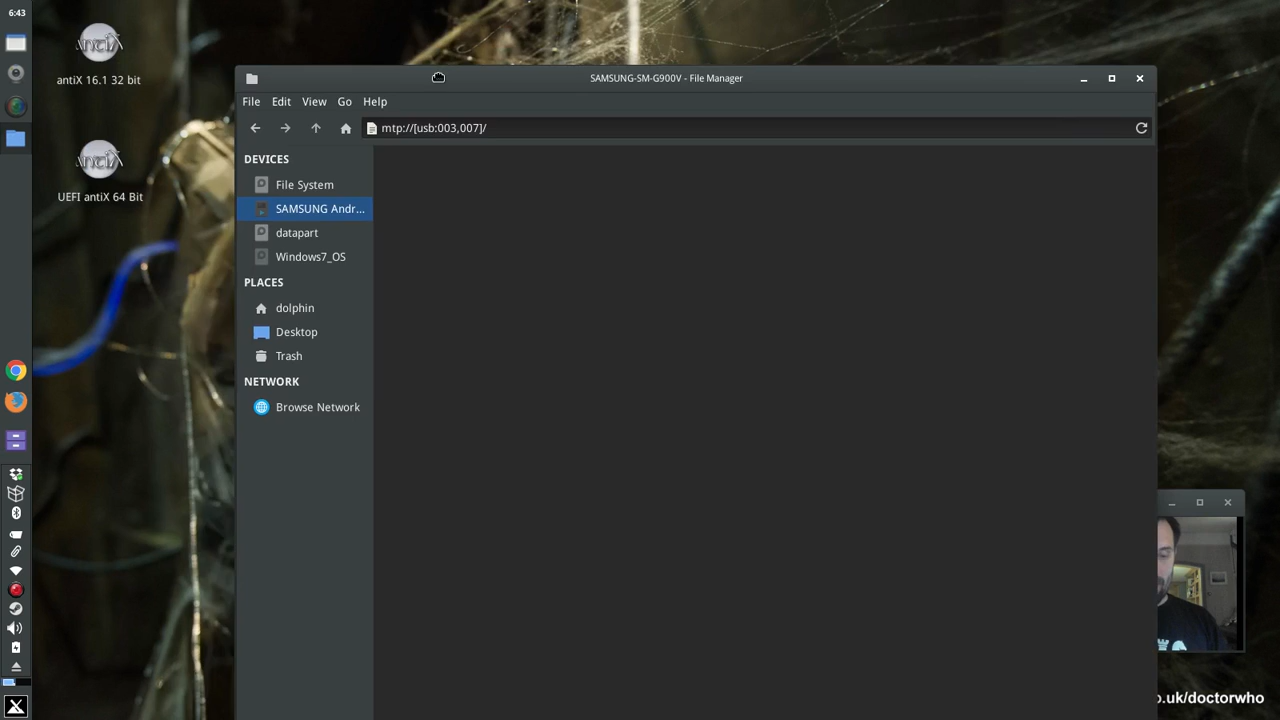 6:43
antiX
antiX 16.1 32 bit
antiX
UEFI antiX 64 Bit
SAMSUNG-SM-G900V - File Manager
File Edit View Go Help
mtp://[usb:003,007]/
DEVICES
File System
SAMSUNG Andr...
datapart
Windows7_OS
PLACES
dolphin
Desktop
Trash
NETWORK
Browse Network
o.uk/doctorwho